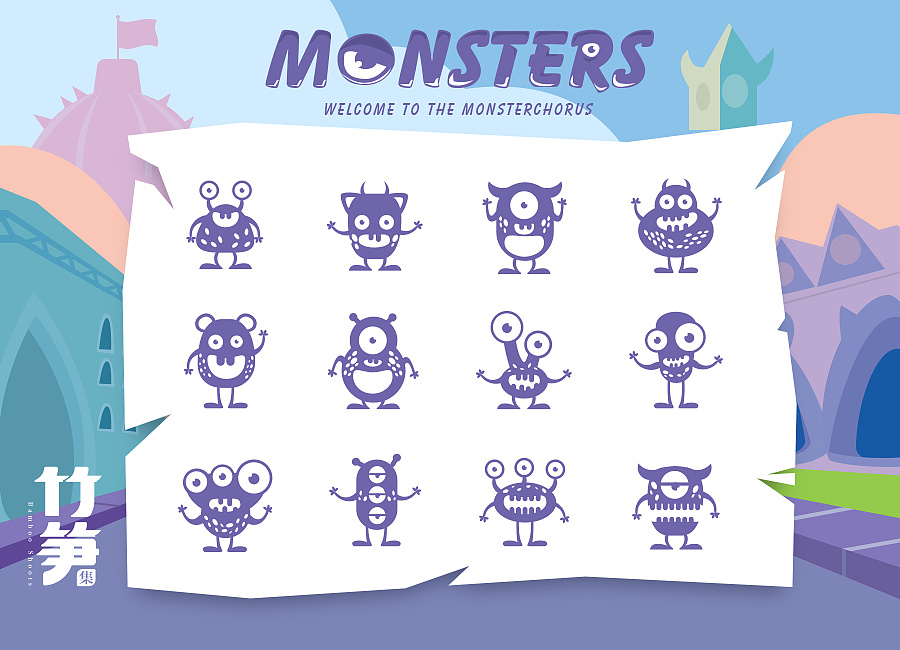 MONSTERS
WELCOME TO THE MONSTERCHORUS
竹笋
集
Bamboo Shoots